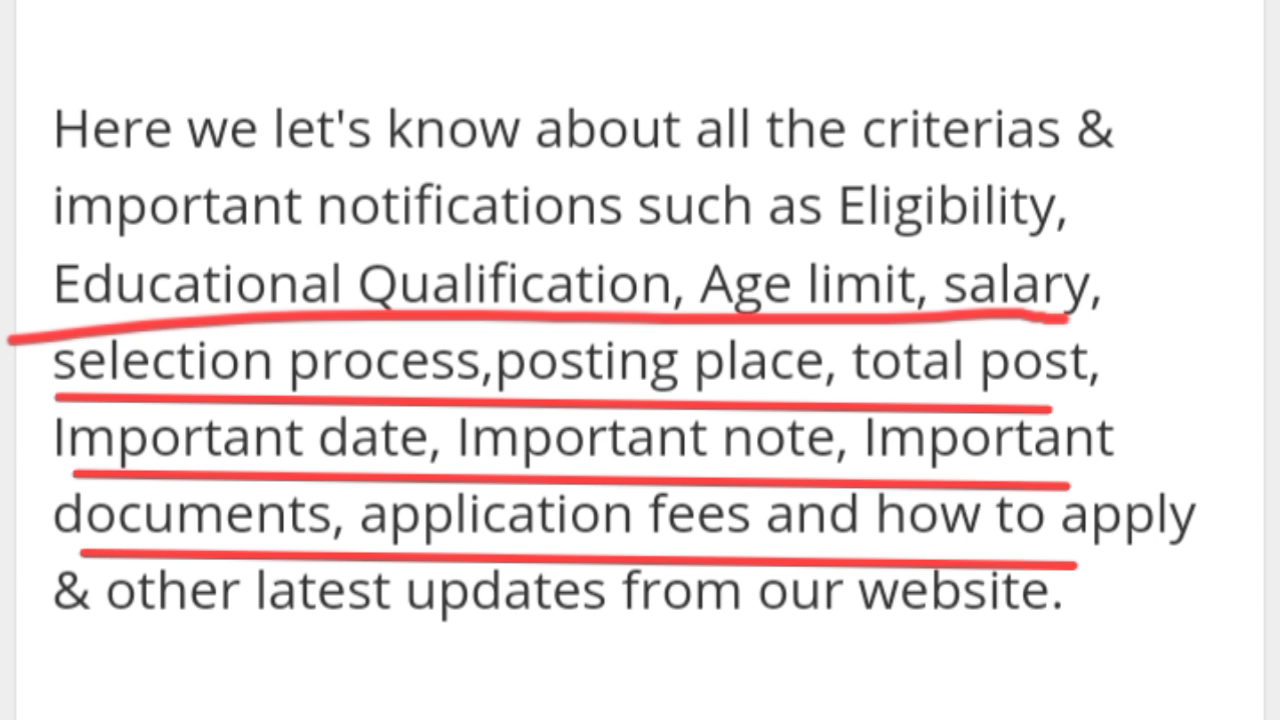 Here we let's know about all the criterias &
important notifications such as Eligibility,
Educational Qualification, Age limit, salary,
selection process,posting place, total post,
Important date, Important note, Important
documents, application fees and how to apply
& other latest updates from our website.